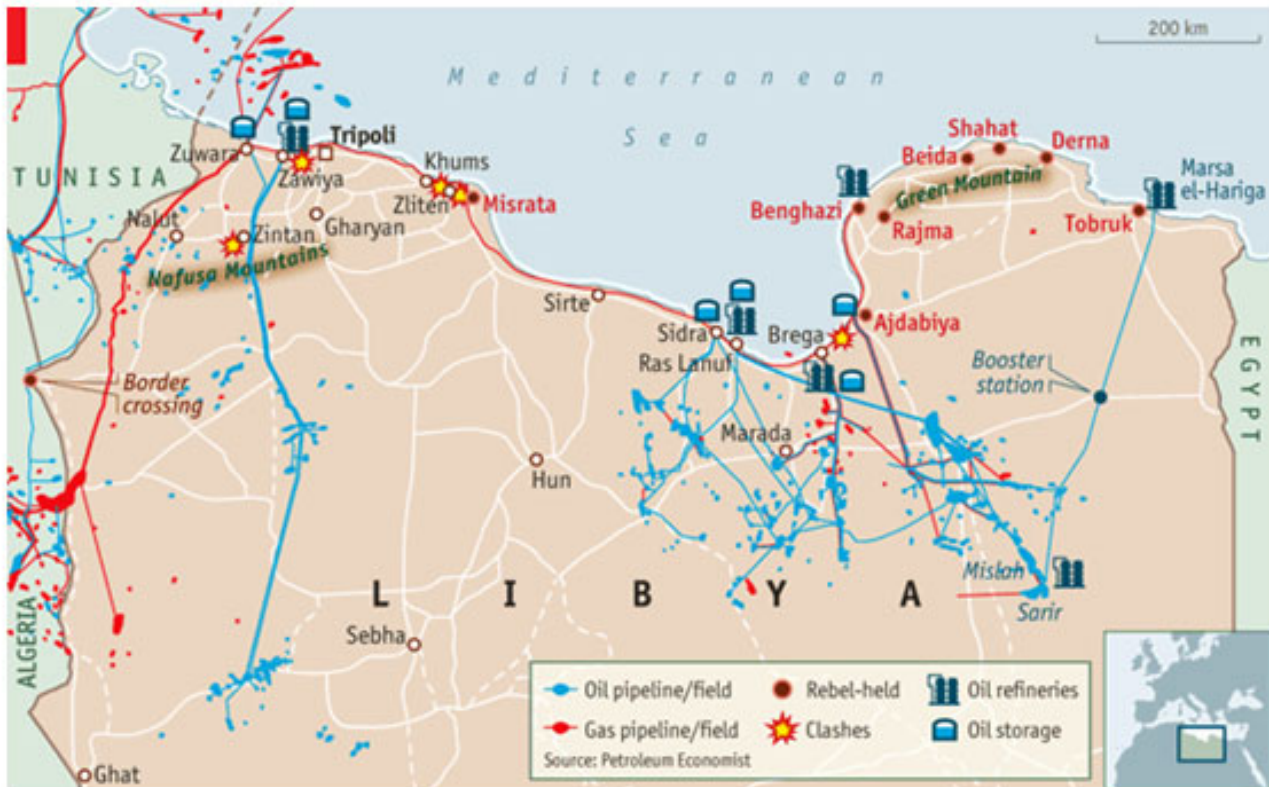 200 km
Mediterranean
Sea
TUNISIA
Zuwara
Tripoli
Zawiya
Khums
Zliten
Misrata
Nalut
Zintan
Gharyan
Nafusa Mountains
Shahat
Beida
Derna
Green Mountain
Marsa
el-Hariga
Benghazi
Rajma
Tobruk
Sirte
Sidra
Ras Lanuf
Brega
Ajdabiya
Border
crossing
Booster
station
EGYPT
Marada
Hun
LIBYA
Mislah
Sarir
Sebha
ALGERIA
Ghat
Oil pipeline/field
Rebel-held
Oil refineries
Gas pipeline/field
Clashes
Oil storage
Source: Petroleum Economist